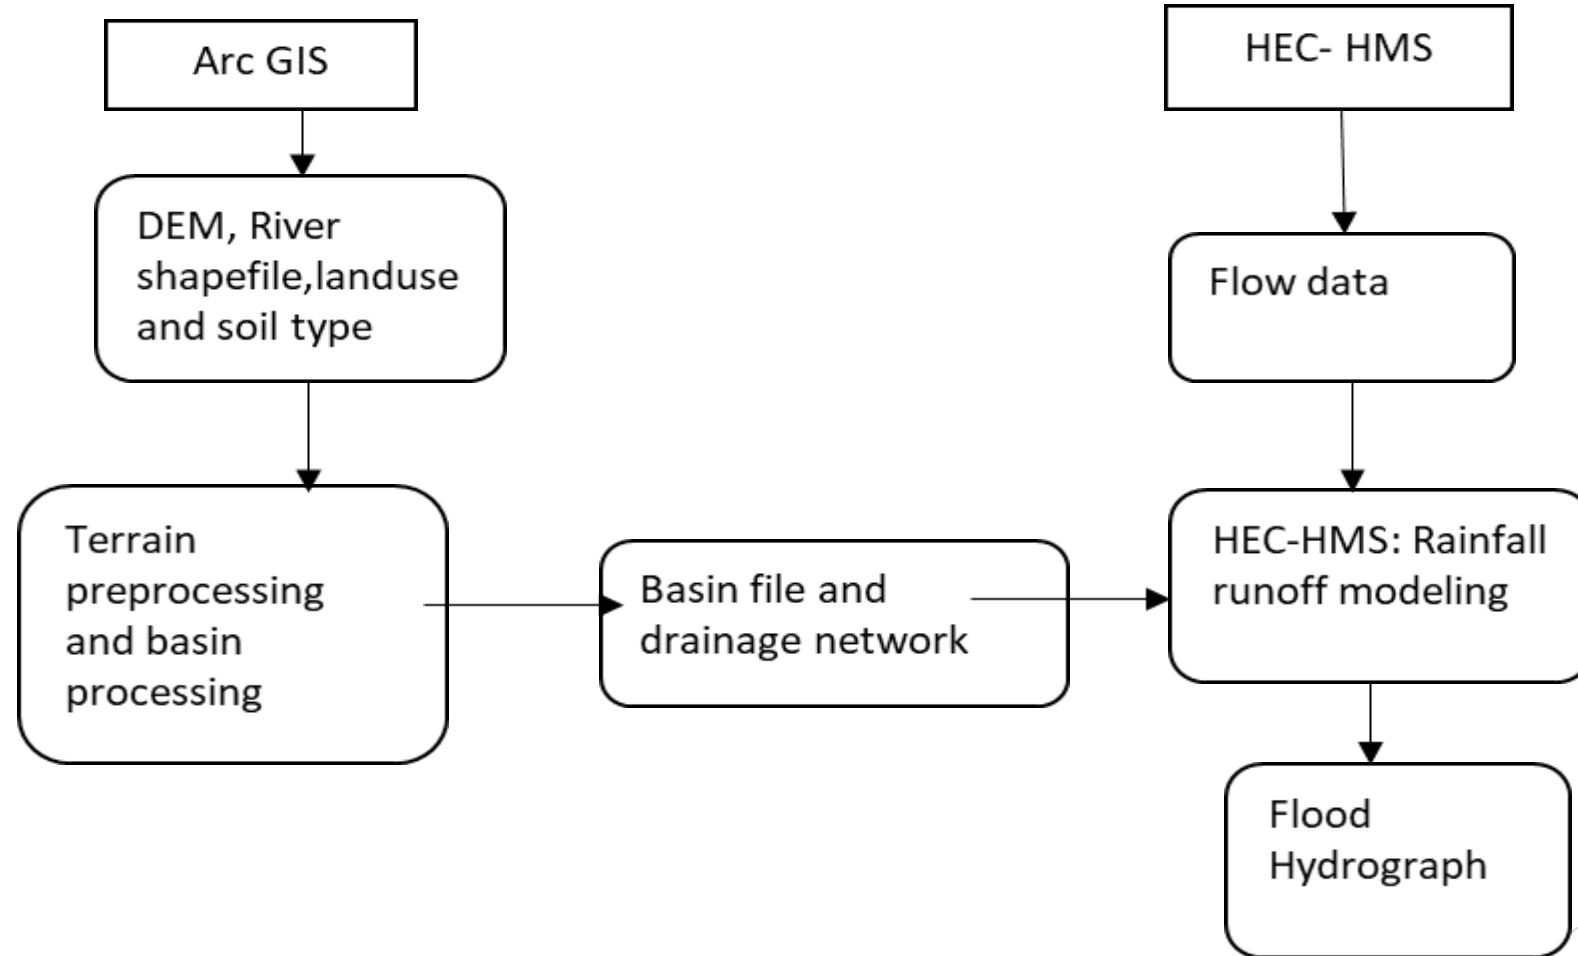 Arc GIS
HEC- HMS
DEM, River
shapefile,landuse
and soil type
Flow data
Terrain
preprocessing
and basin
processing
Basin file and
drainage network
HEC-HMS: Rainfall
runoff modeling
Flood
Hydrograph